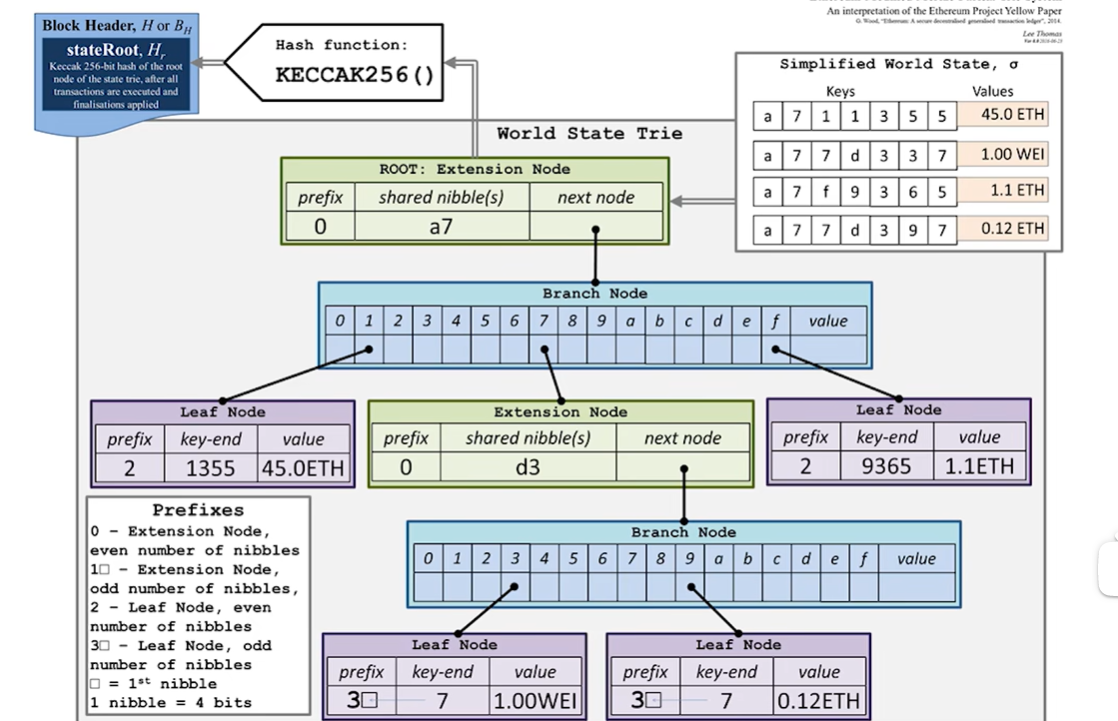 An interpretation of the Ethereum Project Yellow Paper
G. Wood, "Ethereum: A secure decentralised generalised transaction ledger", 2014.
Lee Thomas
Block Header, H or B_H
stateRoot, H_r
Keccak 256-bit hash of the root
node of the state trie, after all
transactions are executed and
finalisations applied
Hash function:
KECCAK256()
Simplified World State, σ
Keys Values
a 7 1 1 3 5 5 45.0 ETH
a 7 7 d 3 3 7 1.00 WEI
a 7 f 9 3 6 5 1.1 ETH
a 7 7 d 3 9 7 0.12 ETH
World State Trie
ROOT: Extension Node
prefix shared nibble(s) next node
0 a7
Branch Node
0 1 2 3 4 5 6 7 8 9 a b c d e f value
Leaf Node
prefix key-end value
2 1355 45.0ETH
Extension Node
prefix shared nibble(s) next node
0 d3
Leaf Node
prefix key-end value
2 9365 1.1ETH
Prefixes
0 - Extension Node,
even number of nibbles
1□ - Extension Node,
odd number of nibbles,
2 - Leaf Node, even
number of nibbles
3□ - Leaf Node, odd
number of nibbles
□ = 1st nibble
1 nibble = 4 bits
Branch Node
0 1 2 3 4 5 6 7 8 9 a b c d e f value
Leaf Node
prefix key-end value
3□ 7 1.00WEI
Leaf Node
prefix key-end value
3□ 7 0.12ETH